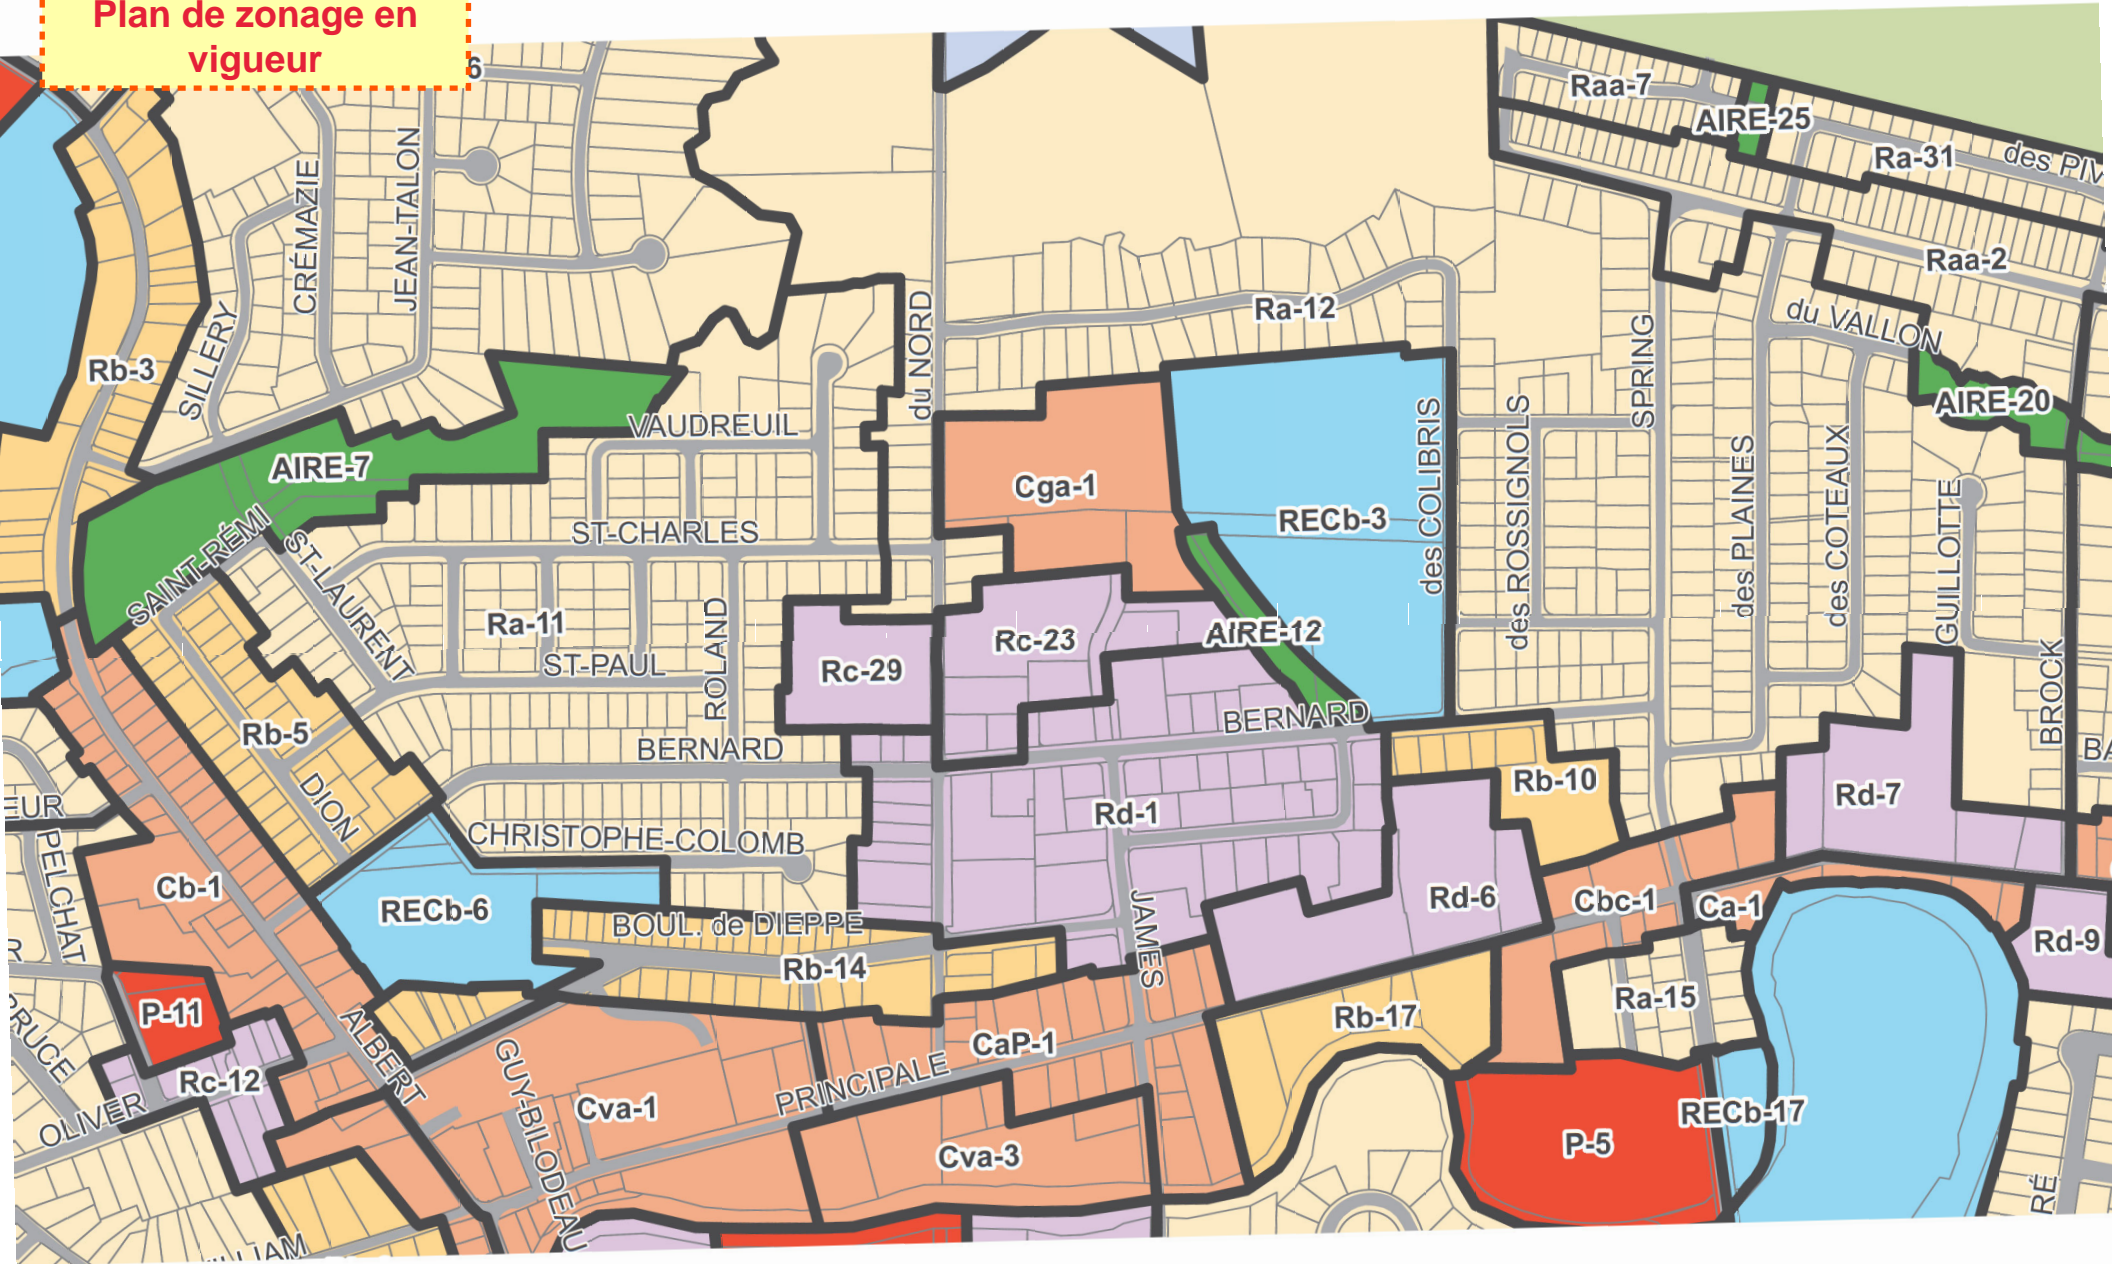 Plan de zonage en
vigueur
6
Raa-7
AIRE-25
Ra-31
des PIV
Raa-2
CRÉMAZIE
JEAN-TALON
SILLERY
Rb-3
du NORD
Ra-12
SPRING
du VALLON
AIRE-20
VAUDREUIL
AIRE-7
Cga-1
RECb-3
des COLIBRIS
des ROSSIGNOLS
des PLAINES
des COTEAUX
GUILLOTTE
SAINT-RÉMI
ST-LAURENT
ST-CHARLES
Ra-11
ROLAND
ST-PAUL
Rc-29
Rc-23
AIRE-12
BROCK
Rb-5
BERNARD
BERNARD
BA
DION
Rb-10
Rd-7
EUR
PELCHAT
CHRISTOPHE-COLOMB
Rd-1
Cb-1
RECb-6
BOUL. de DIEPPE
JAMES
Rd-6
Cbc-1
Ca-1
Rd-9
R
Rb-14
P-11
Ra-15
Rb-17
CaP-1
RUCE
ALBERT
GUY-BILODEAU
PRINCIPALE
Rc-12
OLIVER
Cva-1
Cva-3
P-5
RECb-17
RÉ
LLIAM